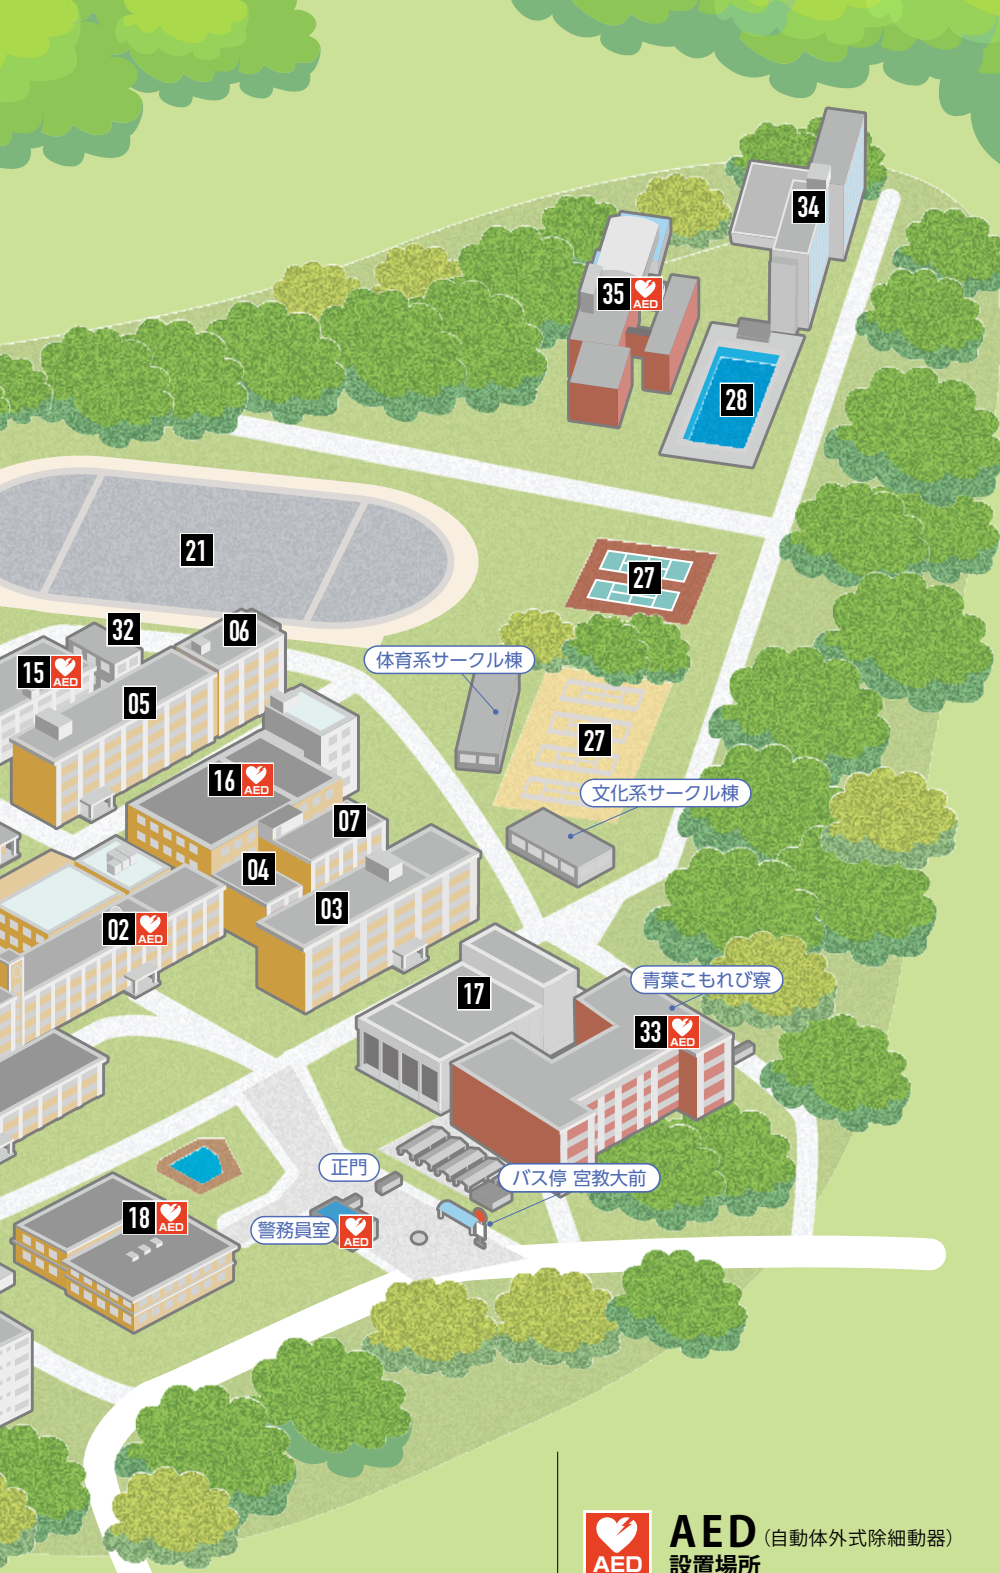 34
35
AED
28
21
27
32
06
体育系サークル棟
15
AED
05
27
16
AED
文化系サークル棟
07
04
03
02
AED
青葉こもれび寮
17
33
AED
正門
バス停 宮教大前
18
AED
警務員室
AED
AED
AED(自動体外式除細動器)
設置場所